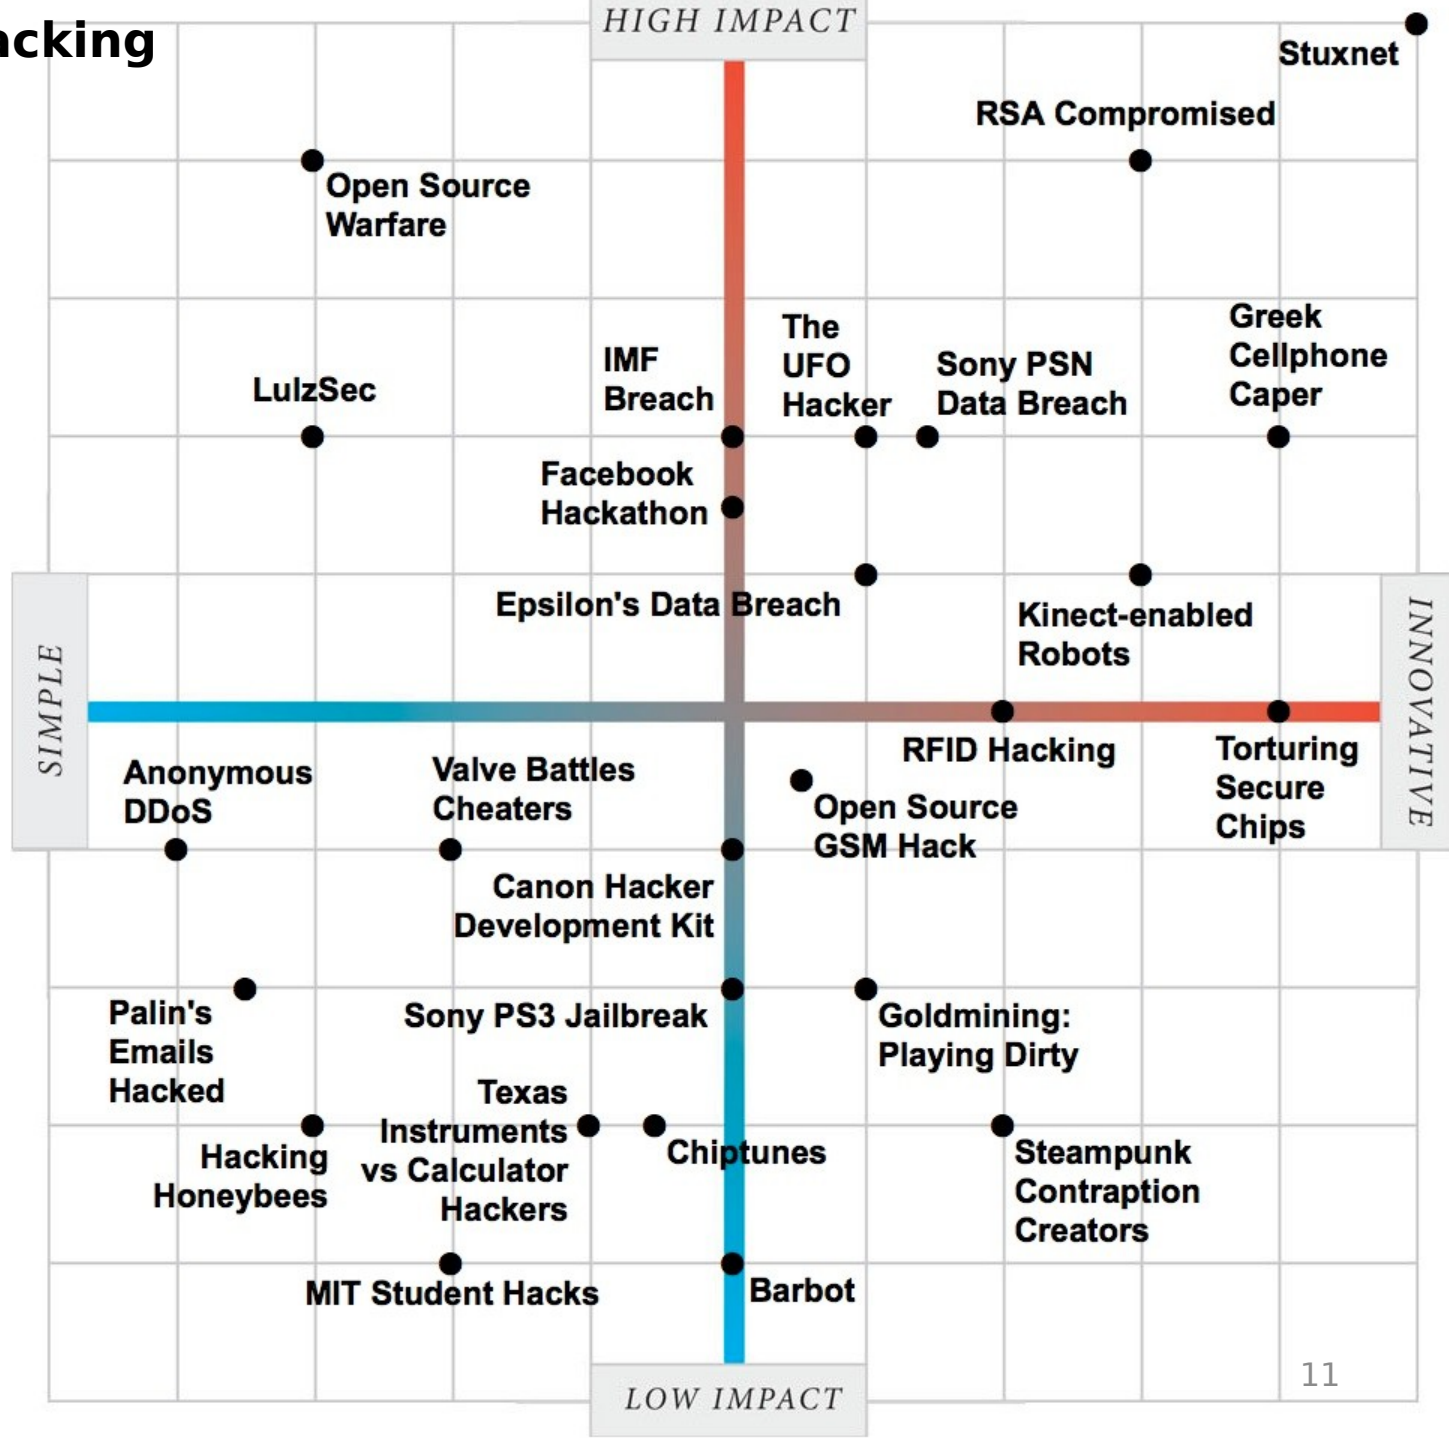 HIGH IMPACT
acking
Stuxnet
RSA Compromised
Open Source
Warfare
Greek
Cellphone
Caper
The
UFO
Hacker
IMF
Breach
Sony PSN
Data Breach
LulzSec
Facebook
Hackathon
Epsilon's Data Breach
Kinect-enabled
Robots
SIMPLE
INNOVATIVE
RFID Hacking
Torturing
Secure
Chips
Anonymous
DDoS
Valve Battles
Cheaters
Open Source
GSM Hack
Canon Hacker
Development Kit
Palin's
Emails
Hacked
Sony PS3 Jailbreak
Goldmining:
Playing Dirty
Texas
Instruments
vs Calculator
Hackers
Chiptunes
Hacking
Honeybees
Steampunk
Contraption
Creators
MIT Student Hacks
Barbot
11
LOW IMPACT